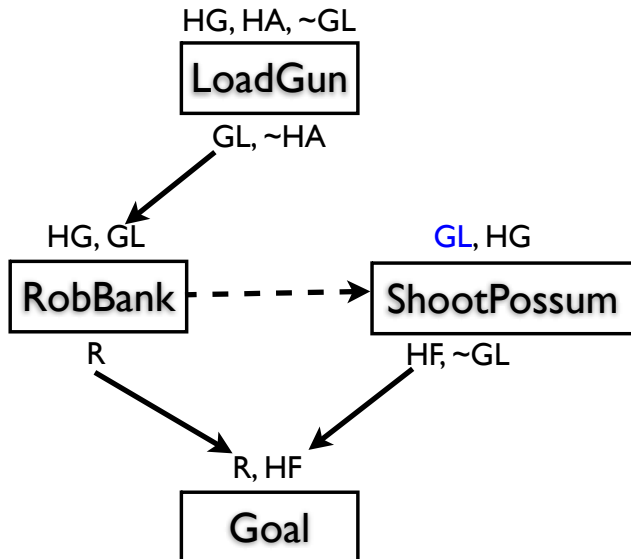 HG, HA, ~GL
LoadGun
GL, ~HA
HG, GL
GL, HG
RobBank
ShootPossum
R
HF, ~GL
R, HF
Goal